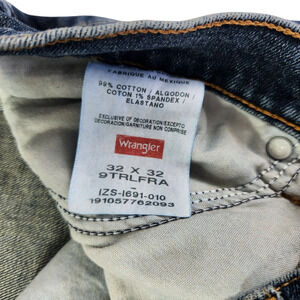 FABRIQUE AU MEXIQUE
99% COTTON / ALGODON
COTON 1% SPANDEX /
ELASTANO
EXCLUSIVE OF DECORATION/EXCEPTO
DECORACION/GARNITURE NON COMPRISE
Wrangler
32 X 32
9TRLFRA
-
IZS-I691-010
191057762093